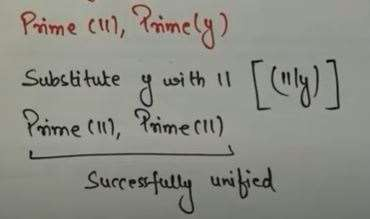 Prime (11), Prime(y)
Substitute y with 11 [(11/y)]
Prime (11), Prime (11)
Successfully unified